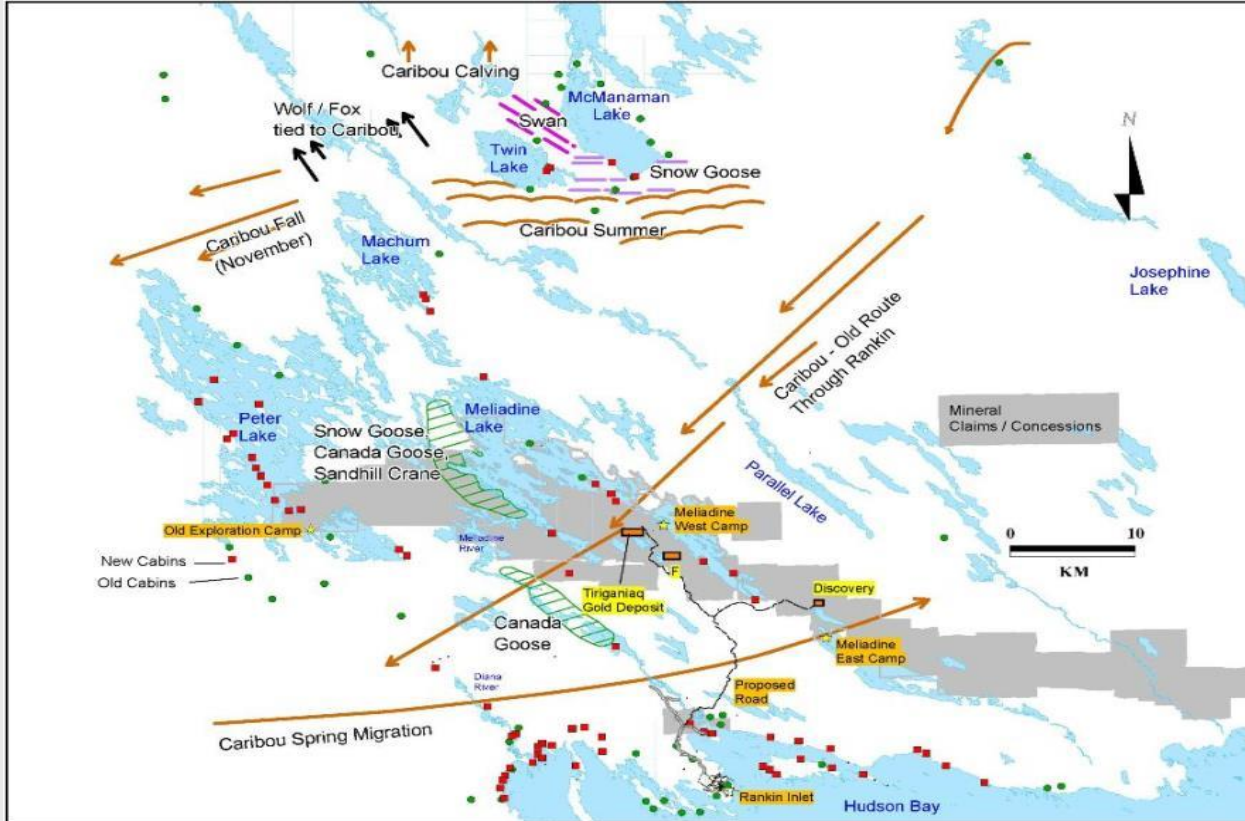 Caribou Calving
McManaman
Lake
Wolf / Fox
tied to Caribou
Swan
Twin
Lake
Snow Goose
N
Caribou Summer
Caribou Fall
(November)
Machum
Lake
Josephine
Lake
Caribou - Old Route
Through Rankin
Mineral
Claims / Concessions
Peter
Lake
Meliadine
Lake
Snow Goose
Canada Goose,
Sandhill Crane
Parallel Lake
0 10
KM
Old Exploration Camp
Meliadine
West Camp
Meliadine
River
New Cabins
Old Cabins
F
Tiriganiaq
Gold Deposit
Discovery
Canada
Goose
Meliadine
East Camp
Diana
River
Proposed
Road
Caribou Spring Migration
Rankin Inlet
Hudson Bay